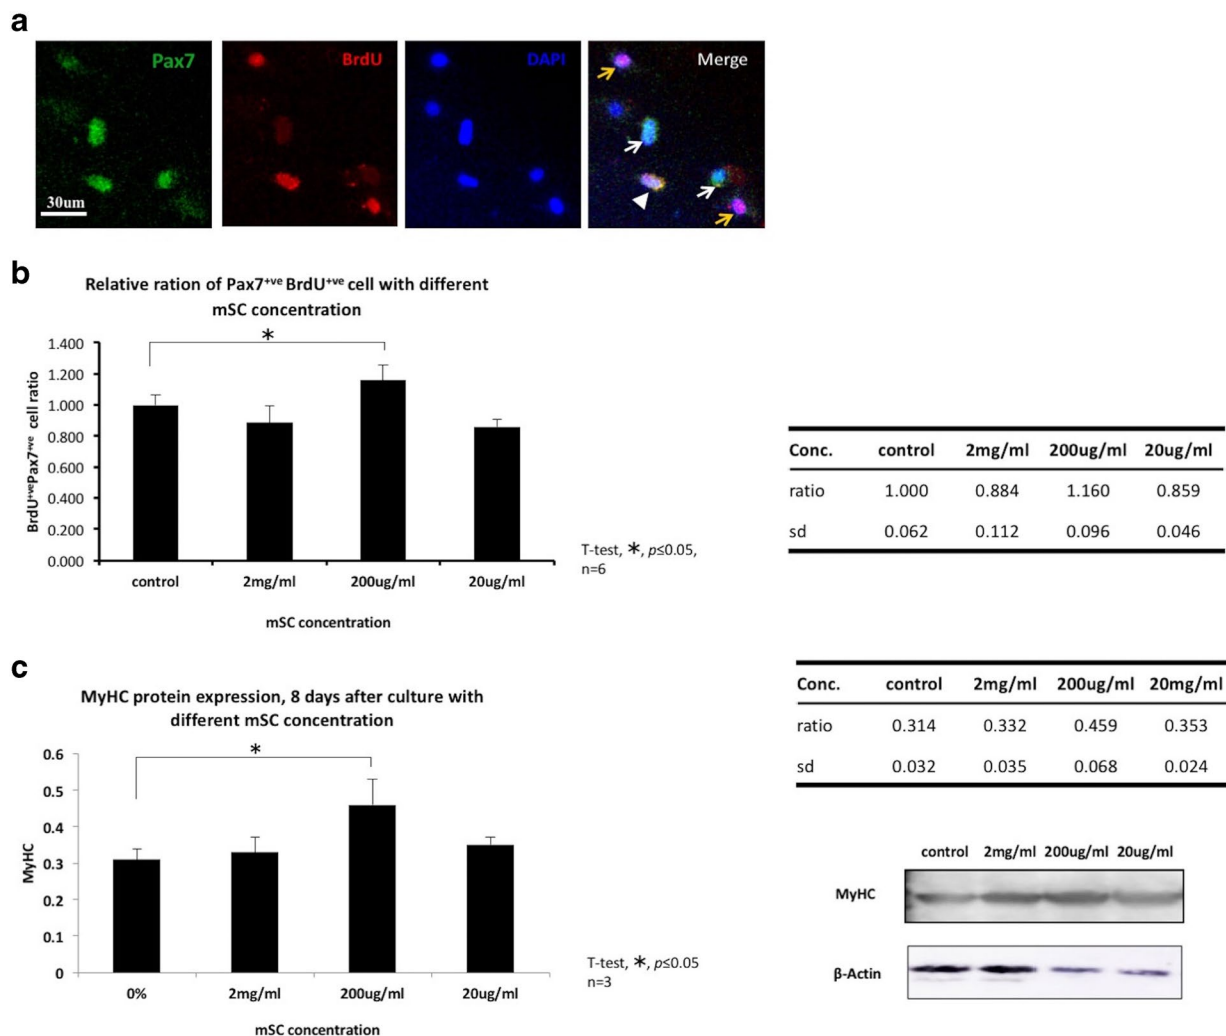 a
Pax7
BrdU
DAPI
Merge
30um
b
Relative ration of Pax7+ve BrdU+ve cell with different
mSC concentration
*
1.400
1.200
1.000
0.800
0.600
0.400
0.200
0.000
BrdU+vePax7+ve cell ratio
control 2mg/ml 200ug/ml 20ug/ml
mSC concentration
T-test, *, p≤0.05,
n=6
Conc. control 2mg/ml 200ug/ml 20ug/ml
ratio 1.000 0.884 1.160 0.859
sd 0.062 0.112 0.096 0.046
c
MyHC protein expression, 8 days after culture with
different mSC concentration
*
0.6
0.5
0.4
0.3
0.2
0.1
0
MyHC
0% 2mg/ml 200ug/ml 20ug/ml
mSC concentration
T-test, *, p≤0.05
n=3
Conc. control 2mg/ml 200ug/ml 20mg/ml
ratio 0.314 0.332 0.459 0.353
sd 0.032 0.035 0.068 0.024
control 2mg/ml 200ug/ml 20ug/ml
MyHC
β-Actin